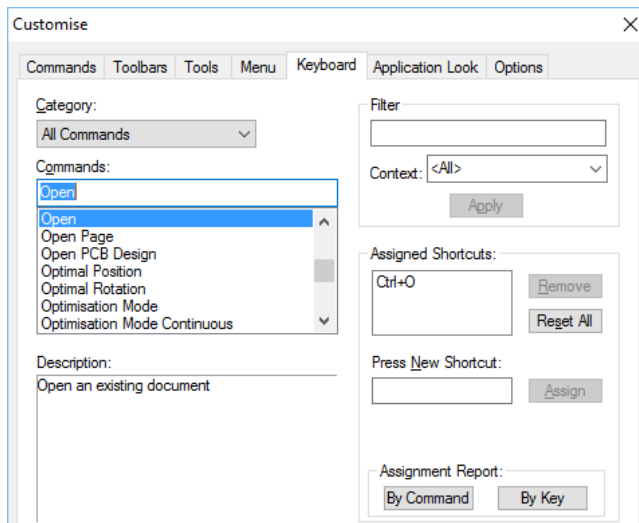 Customise
Commands Toolbars Tools Menu Keyboard Application Look Options
Category:
All Commands
Commands:
Open
Open
Open Page
Open PCB Design
Optimal Position
Optimal Rotation
Optimisation Mode
Optimisation Mode Continuous
Description:
Open an existing document
Filter
Context: <All>
Apply
Assigned Shortcuts:
Ctrl+O
Remove
Reset All
Press New Shortcut:
Assign
Assignment Report:
By Command By Key